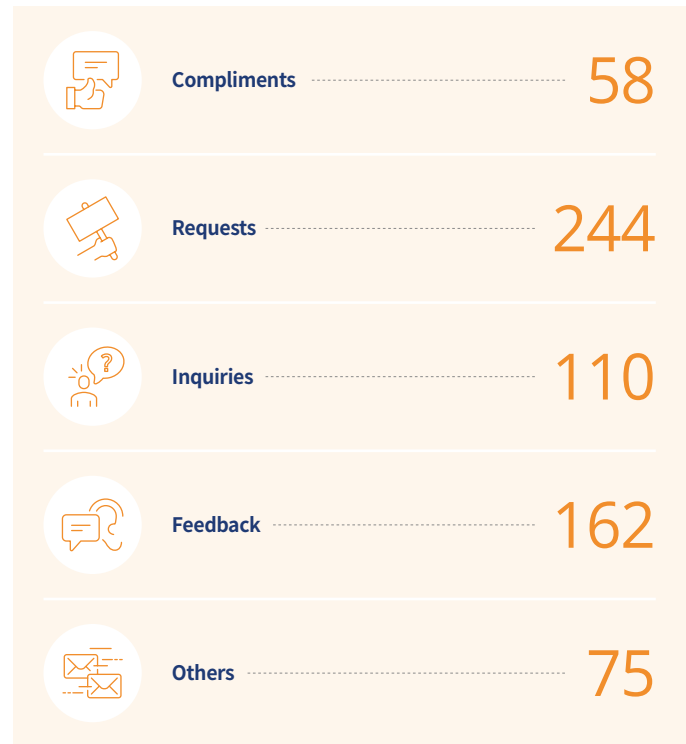 Compliments 58
Requests 244
?
Inquiries 110
Feedback 162
Others 75